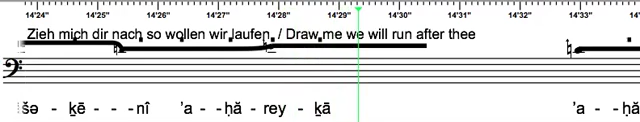 14'24" 14'25" 14'26" 14'27" 14'28" 14'29" 14'30" 14'31" 14'32" 14'33" 14'
Zieh mich dir nach, so wollen wir laufen. / Draw me we will run after thee
šə - ḵē - - - nî 'a - - ḥă - rey - ḵā 'a - - ḥă